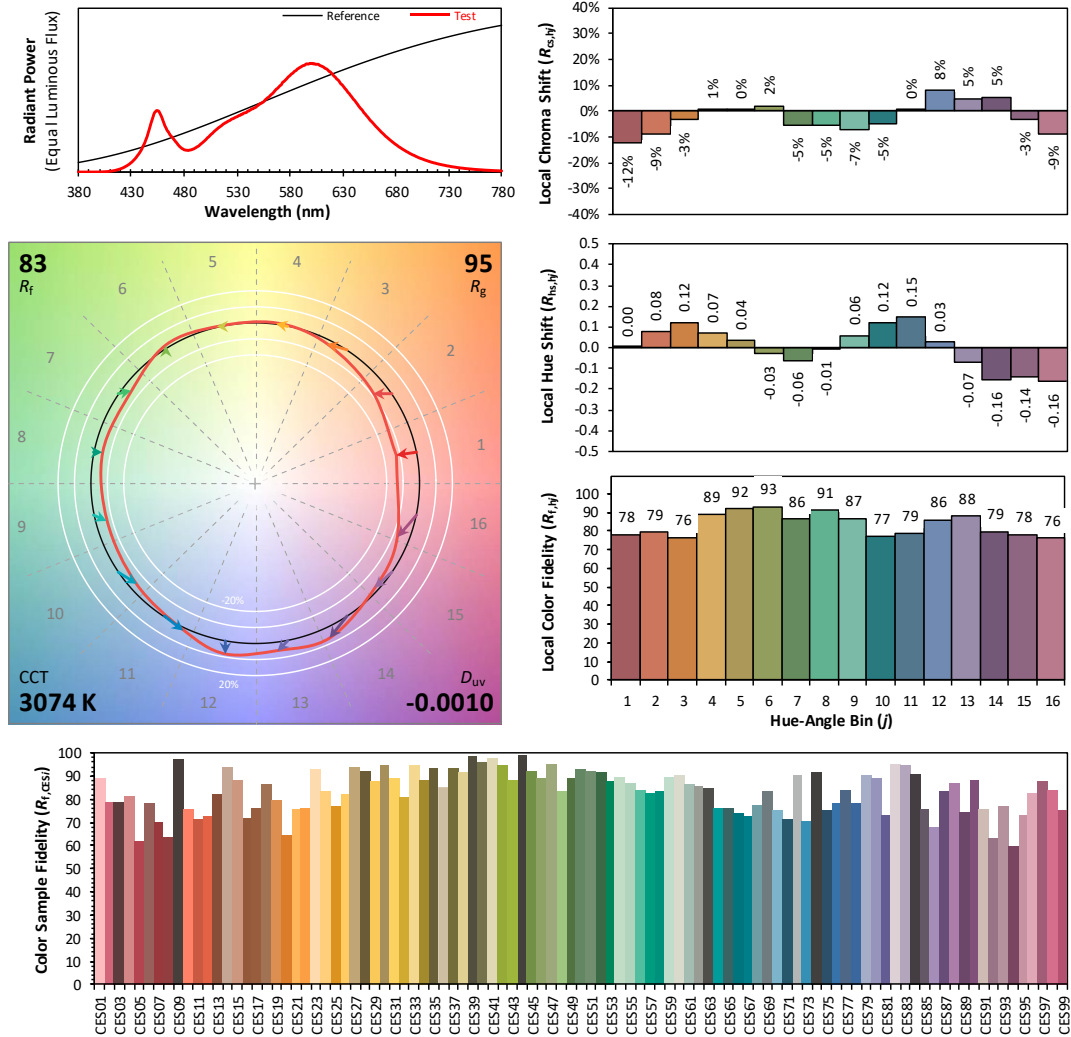 Radiant Power
(Equal Luminous Flux)
Reference
Test
380 430 480 530 580 630 680 730 780
Wavelength (nm)
Local Chroma Shift (Rcs,hj)
40%
30%
20%
10%
0%
-10%
-20%
-30%
-40%
-12% -9% -3% 1% 0% 2% -5% -5% -7% -5% 0% 8% 5% 5% -3% -9%
83
Rf
95
Rg
CCT
3074 K
Duv
-0.0010
1 2 3 4 5 6 7 8 9 10 11 12 13 14 15 16
-20%
20%
Local Hue Shift (Rhs,hj)
0.5
0.4
0.3
0.2
0.1
0.0
-0.1
-0.2
-0.3
-0.4
-0.5
0.00 0.08 0.12 0.07 0.04 -0.03 -0.06 -0.01 0.06 0.12 0.15 0.03 -0.07 -0.16 -0.14 -0.16
Local Color Fidelity (Rf,hj)
100
90
80
70
60
50
40
30
20
10
0
78 79 76 89 92 93 86 91 87 77 79 86 88 79 78 76
1 2 3 4 5 6 7 8 9 10 11 12 13 14 15 16
Hue-Angle Bin (j)
Color Sample Fidelity (Rf,CESi)
100
90
80
70
60
50
40
30
20
10
0
CES01 CES03 CES05 CES07 CES09 CES11 CES13 CES15 CES17 CES19 CES21 CES23 CES25 CES27 CES29 CES31 CES33 CES35 CES37 CES39 CES41 CES43 CES45 CES47 CES49 CES51 CES53 CES55 CES57 CES59 CES61 CES63 CES65 CES67 CES69 CES71 CES73 CES75 CES77 CES79 CES81 CES83 CES85 CES87 CES89 CES91 CES93 CES95 CES97 CES99